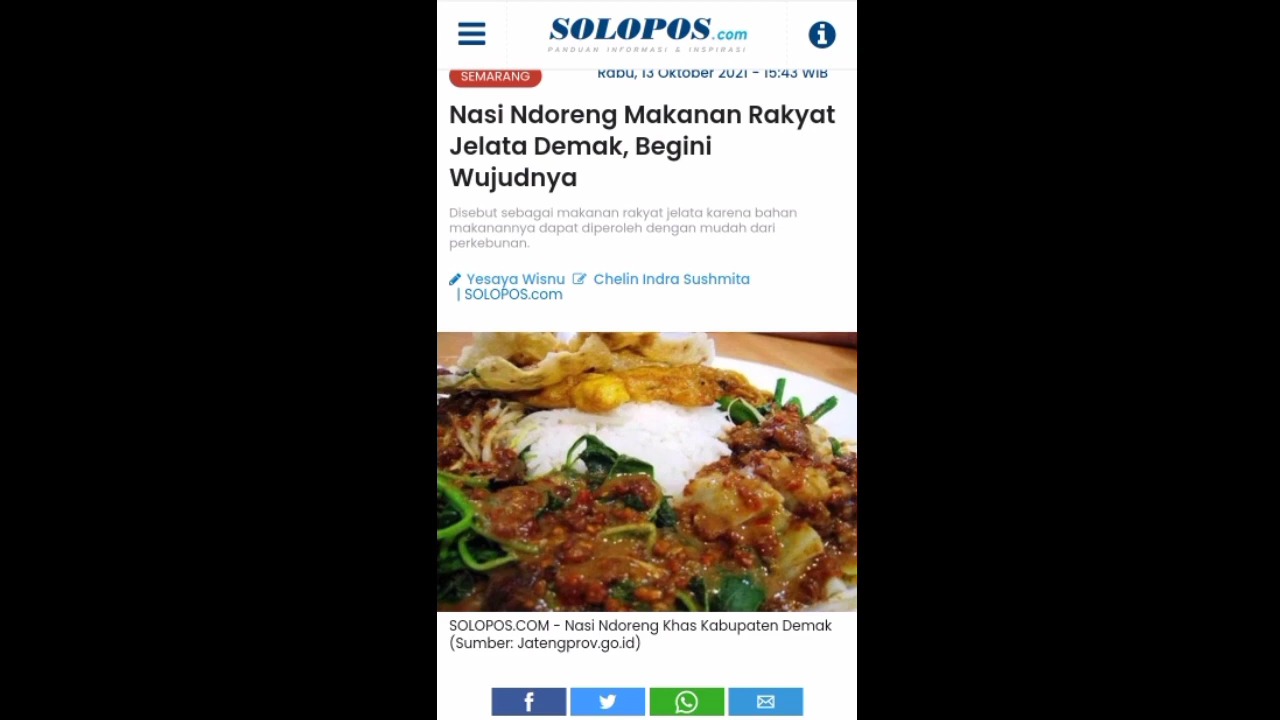 SOLOPOS.com
PANDUAN INFORMASI & INSPIRASI
SEMARANG
Rabu, 13 Oktober 2021 - 15:43 WIB
Nasi Ndoreng Makanan Rakyat
Jelata Demak, Begini
Wujudnya
Disebut sebagai makanan rakyat jelata karena bahan
makanannya dapat diperoleh dengan mudah dari
perkebunan.
Yesaya Wisnu Chelin Indra Sushmita
| SOLOPOS.com
SOLOPOS.COM - Nasi Ndoreng Khas Kabupaten Demak
(Sumber: Jatengprov.go.id)